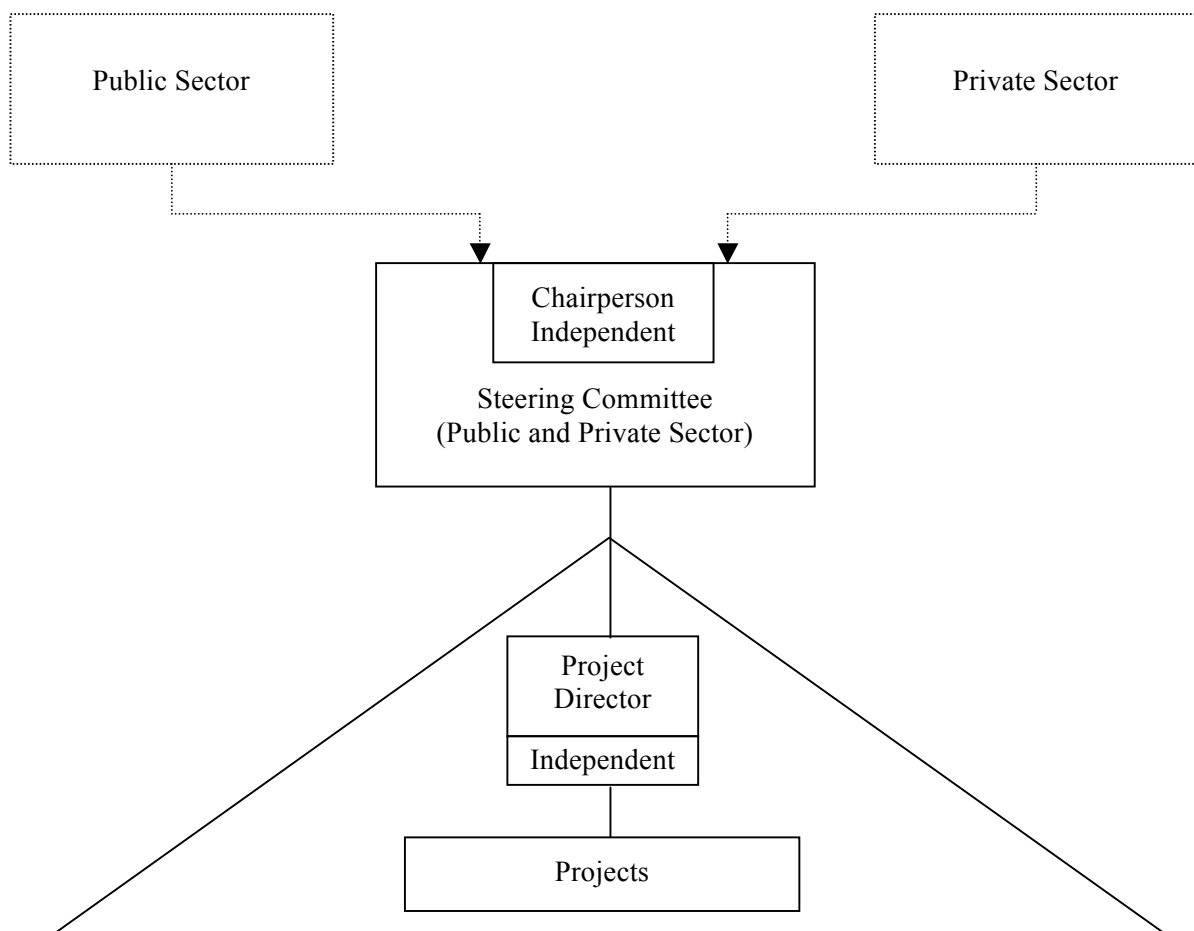 Public Sector
Private Sector
Chairperson
Independent
Steering Committee
(Public and Private Sector)
Project
Director
Independent
Projects